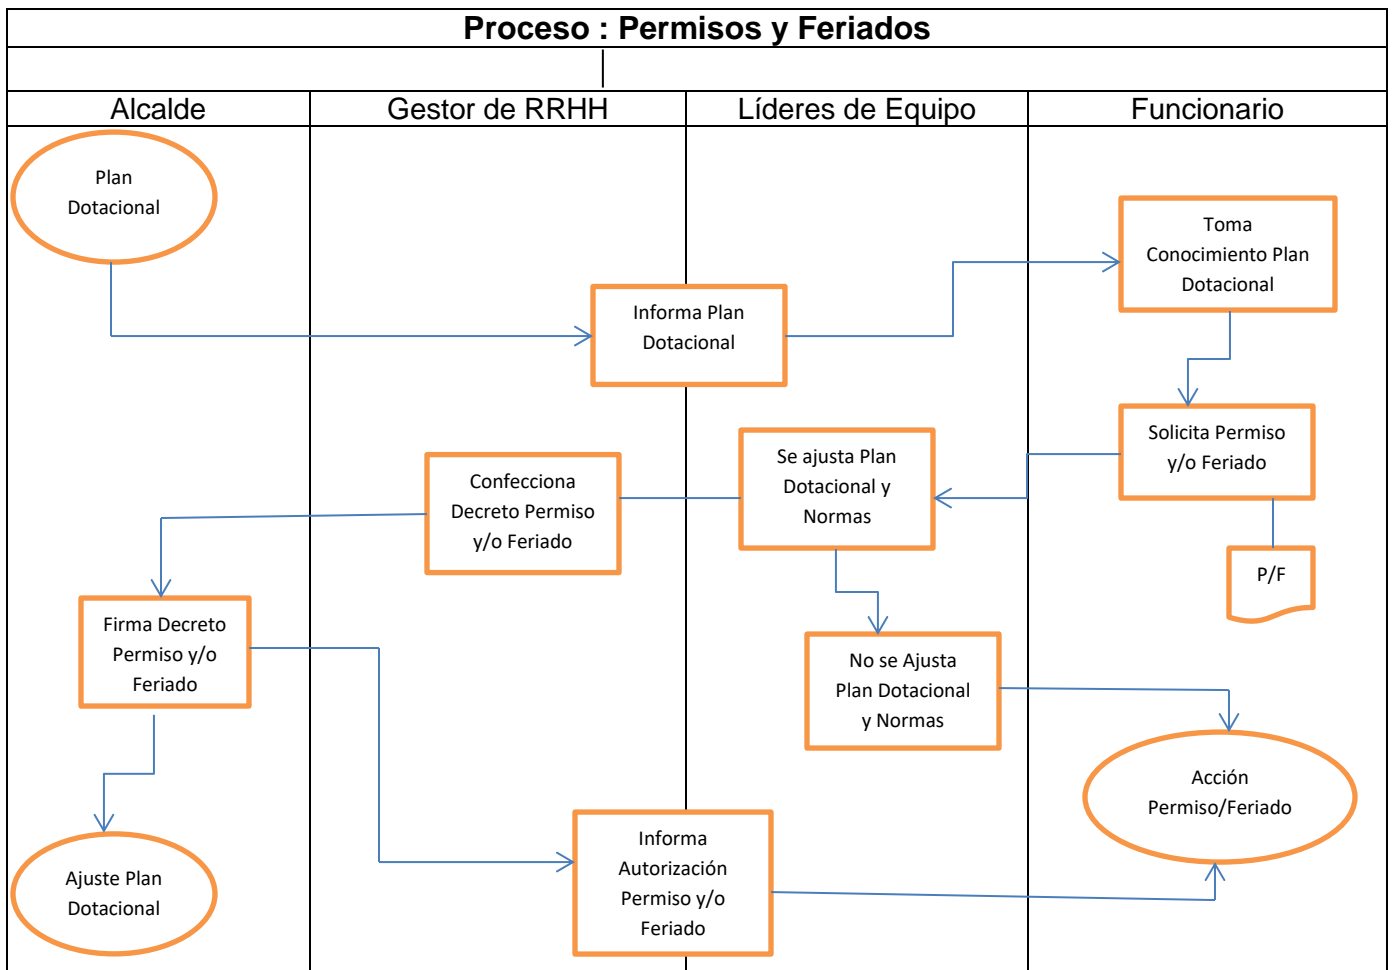 Proceso : Permisos y Feriados
Alcalde
Gestor de RRHH
Líderes de Equipo
Funcionario
Plan
Dotacional
Toma
Conocimiento Plan
Dotacional
Informa Plan
Dotacional
Solicita Permiso
y/o Feriado
Se ajusta Plan
Dotacional y
Normas
Confecciona
Decreto Permiso
y/o Feriado
P/F
Firma Decreto
Permiso y/o
Feriado
No se Ajusta
Plan Dotacional
y Normas
Acción
Permiso/Feriado
Informa
Autorización
Permiso y/o
Feriado
Ajuste Plan
Dotacional